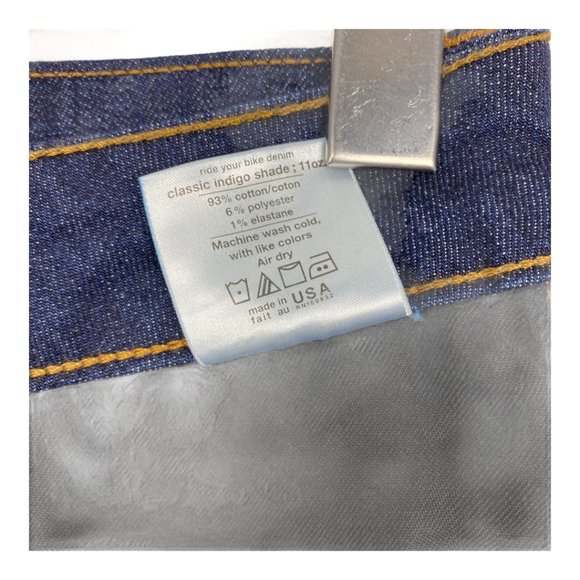 ride your bike denim
classic indigo shade; 11oz
93% cotton/coton
6% polyester
1% elastane
Machine wash cold,
with like colors
Air dry
made in USA
fait au